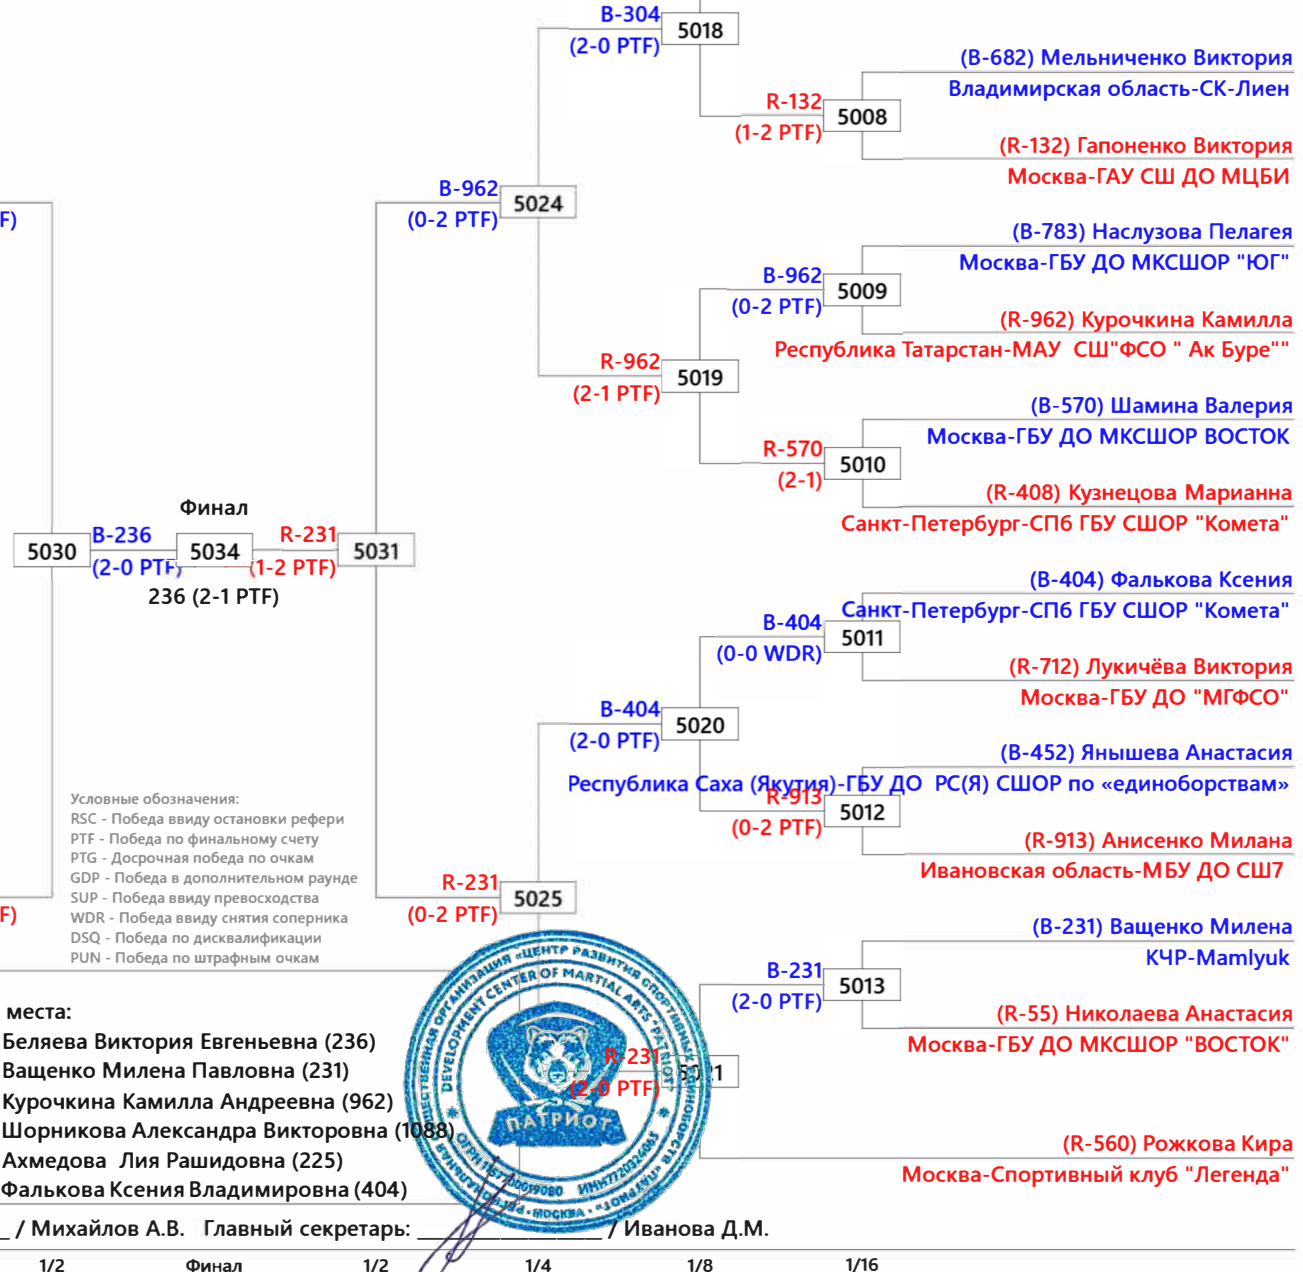 B-304
(2-0 PTF)
5018
(B-682) Мельниченко Виктория
Владимирская область-СК-Лиен
R-132
(1-2 PTF)
5008
(R-132) Гапоненко Виктория
Москва-ГАУ СШ ДО МЦБИ
B-962
(0-2 PTF)
5024
F)
(B-783) Наслузова Пелагея
Москва-ГБУ ДО МКСШОР "ЮГ"
B-962
(0-2 PTF)
5009
(R-962) Курочкина Камилла
Республика Татарстан-МАУ СШ"ФСО " Ак Буре""
R-962
(2-1 PTF)
5019
(B-570) Шамина Валерия
Москва-ГБУ ДО МКСШОР ВОСТОК
R-570
(2-1)
5010
(R-408) Кузнецова Марианна
Санкт-Петербург-СПб ГБУ СШОР "Комета"
Финал
5030
B-236
(2-0 PTF)
5034
R-231
(1-2 PTF)
5031
236 (2-1 PTF)
(B-404) Фалькова Ксения
Санкт-Петербург-СПб ГБУ СШОР "Комета"
B-404
(0-0 WDR)
5011
(R-712) Лукичёва Виктория
Москва-ГБУ ДО "МГФСО"
B-404
(2-0 PTF)
5020
(B-452) Янышева Анастасия
Республика Саха (Якутия)-ГБУ ДО РС(Я) СШОР по «единоборствам»
R-913
(0-2 PTF)
5012
(R-913) Анисенко Милана
Ивановская область-МБУ ДО СШ7
Условные обозначения:
RSC - Победа ввиду остановки рефери
PTF - Победа по финальному счету
PTG - Досрочная победа по очкам
GDP - Победа в дополнительном раунде
SUP - Победа ввиду превосходства
WDR - Победа ввиду снятия соперника
DSQ - Победа по дисквалификации
PUN - Победа по штрафным очкам
F)
R-231
(0-2 PTF)
5025
(B-231) Ващенко Милена
КЧР-Mamlyuk
B-231
(2-0 PTF)
5013
(R-55) Николаева Анастасия
Москва-ГБУ ДО МКСШОР "ВОСТОК"
R-231
(2-0 PTF)
(R-560) Рожкова Кира
Москва-Спортивный клуб "Легенда"
места:
Беляева Виктория Евгеньевна (236)
Ващенко Милена Павловна (231)
Курочкина Камилла Андреевна (962)
Шорникова Александра Викторовна (1088)
Ахмедова Лия Рашидовна (225)
Фалькова Ксения Владимировна (404)
ОРГАНИЗАЦИЯ «ЦЕНТР РАЗВИТИЯ СПОРТИВНЫХ
DEVELOPMENT CENTER OF MARTIAL ARTS "PATRIOT"
ПАТРИОТ
МОСКВА
_ / Михайлов А.В. Главный секретарь: __________________ / Иванова Д.М.
1/2 Финал 1/2 1/4 1/8 1/16